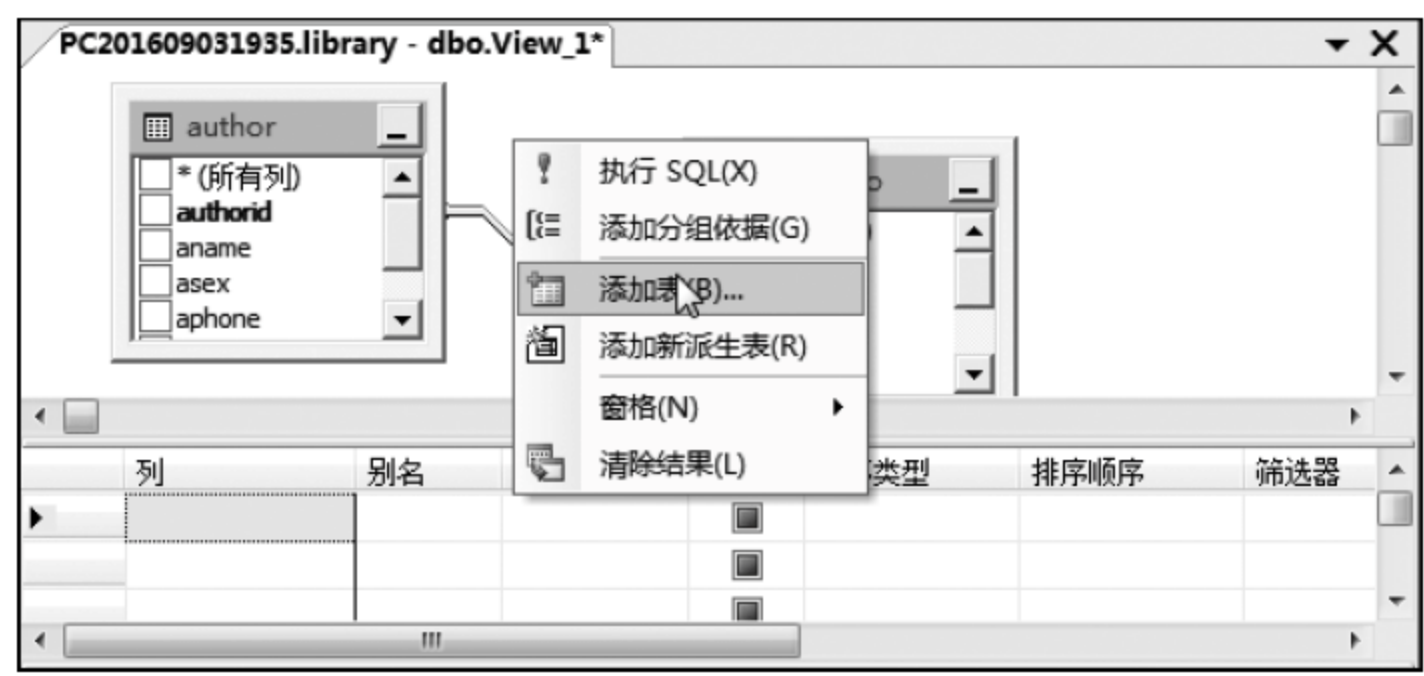 PC201609031935.library - dbo.View_1*
author
* (所有列)
authorid
aname
asex
aphone
执行 SQL(X)
添加分组依据(G)
添加表(B)...
添加新派生表(R)
窗格(N)
清除结果(L)
o
)
列 别名 类型 排序顺序 筛选器